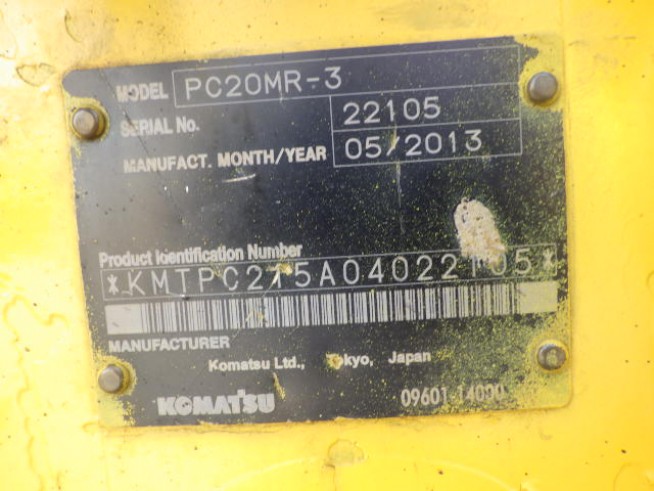 MODEL PC20MR-3
SERIAL No. 22105
MANUFACT. MONTH/YEAR 05/2013
Product Identification Number
*KMTPC215A04022105*
MANUFACTURER
Komatsu Ltd., Tokyo, Japan
KOMATSU 09601-14000